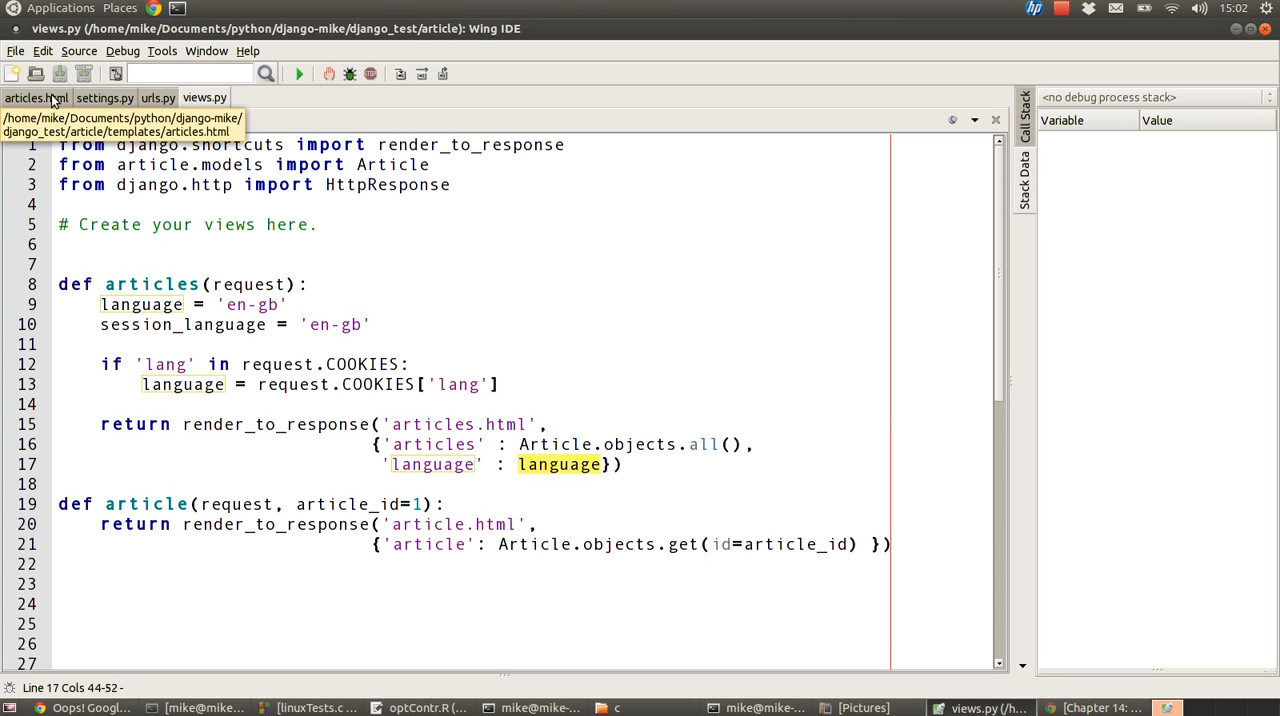 Applications Places 15:02
views.py (/home/mike/Documents/python/django-mike/django_test/article): Wing IDE
File Edit Source Debug Tools Window Help
articles.html settings.py urls.py views.py
<no debug process stack>
/home/mike/Documents/python/django-mike/
django_test/article/templates/articles.html
Variable Value
Call Stack
Stack Data
1 from django.shortcuts import render_to_response
2 from article.models import Article
3 from django.http import HttpResponse
4
5 # Create your views here.
6
7
8 def articles(request):
9 language = 'en-gb'
10 session_language = 'en-gb'
11
12 if 'lang' in request.COOKIES:
13 language = request.COOKIES['lang']
14
15 return render_to_response('articles.html',
16 {'articles' : Article.objects.all(),
17 'language' : language})
18
19 def article(request, article_id=1):
20 return render_to_response('article.html',
21 {'article': Article.objects.get(id=article_id) })
22
23
24
25
26
27
Line 17 Cols 44-52 -
Oops! Googl... [mike@mike... [linuxTests.c ... optContr.R (... mike@mike-... c mike@mike-... [Pictures] views.py (/h... [Chapter 14: ...